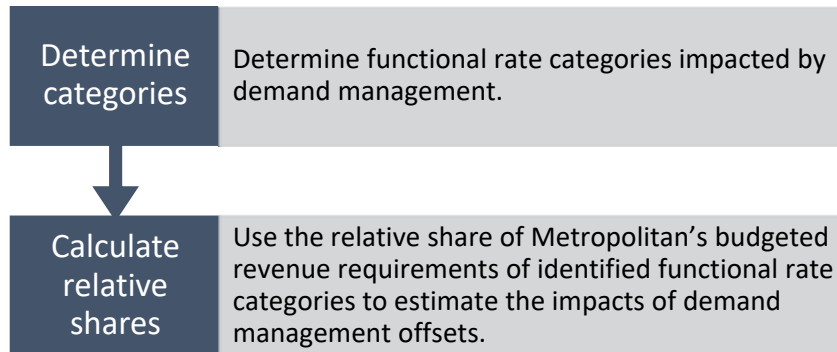 Determine
categories
Determine functional rate categories impacted by
demand management.
Calculate
relative
shares
Use the relative share of Metropolitan’s budgeted
revenue requirements of identified functional rate
categories to estimate the impacts of demand
management offsets.